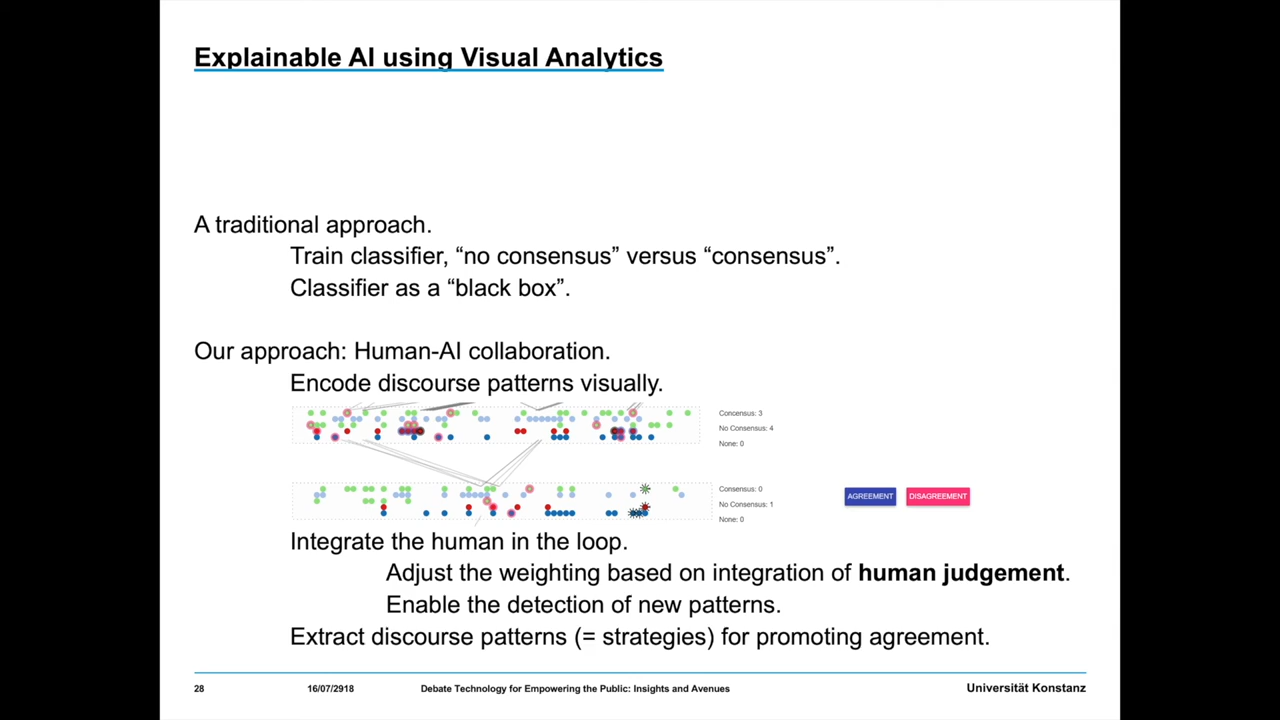 Explainable AI using Visual Analytics
A traditional approach.
Train classifier, “no consensus” versus “consensus”.
Classifier as a “black box”.
Our approach: Human-AI collaboration.
Encode discourse patterns visually.
Concensus: 3
No Consensus: 4
None: 0
Consensus: 0
No Consensus: 1
None: 0
AGREEMENT DISAGREEMENT
Integrate the human in the loop.
Adjust the weighting based on integration of human judgement.
Enable the detection of new patterns.
Extract discourse patterns (= strategies) for promoting agreement.
28 16/07/2918 Debate Technology for Empowering the Public: Insights and Avenues Universität Konstanz